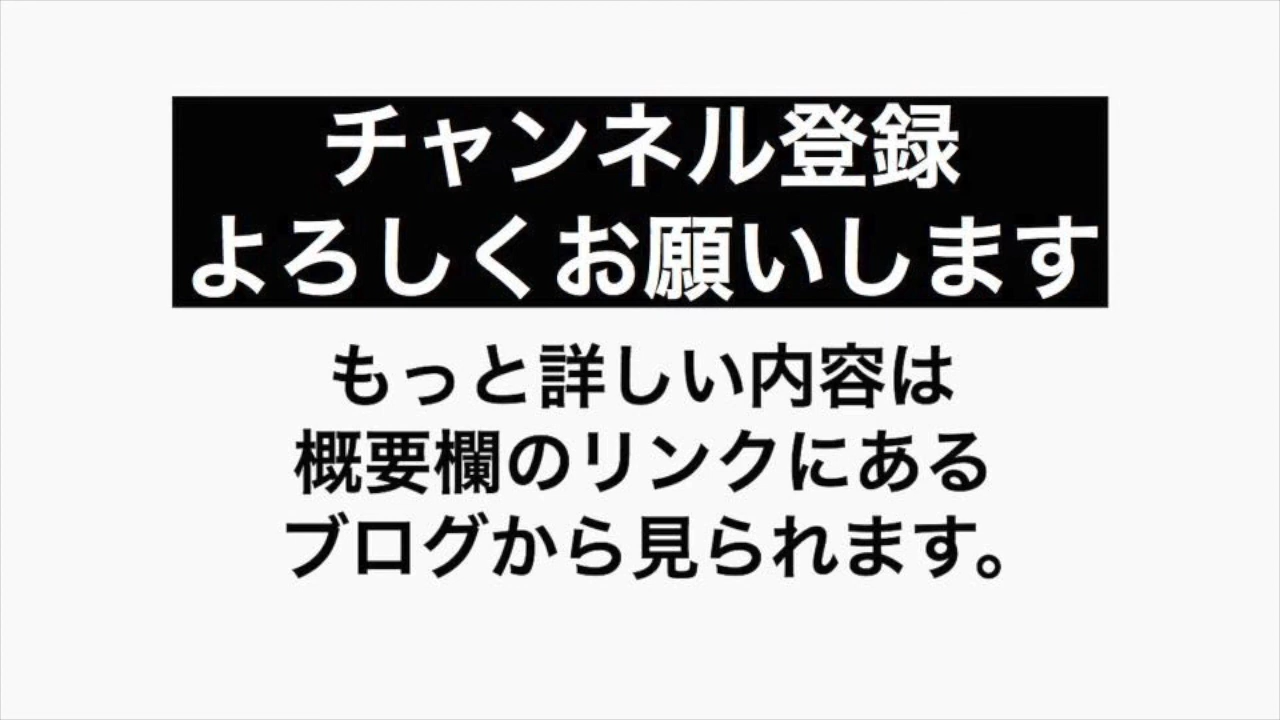 チャンネル登録
よろしくお願いします
もっと詳しい内容は
概要欄のリンクにある
ブログから見られます。